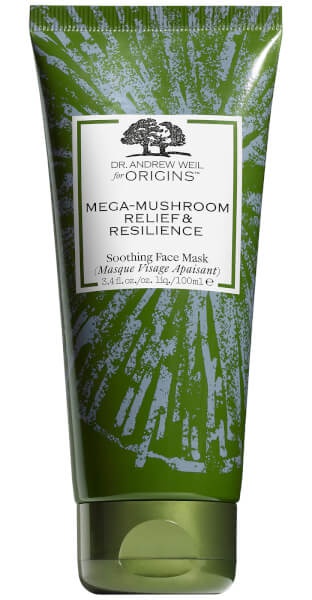 DR. ANDREW WEIL
for ORIGINS™
MEGA-MUSHROOM
RELIEF &
RESILIENCE
Soothing Face Mask
(Masque Visage Apaisant)
3.4 fl. oz./oz. liq./100ml e